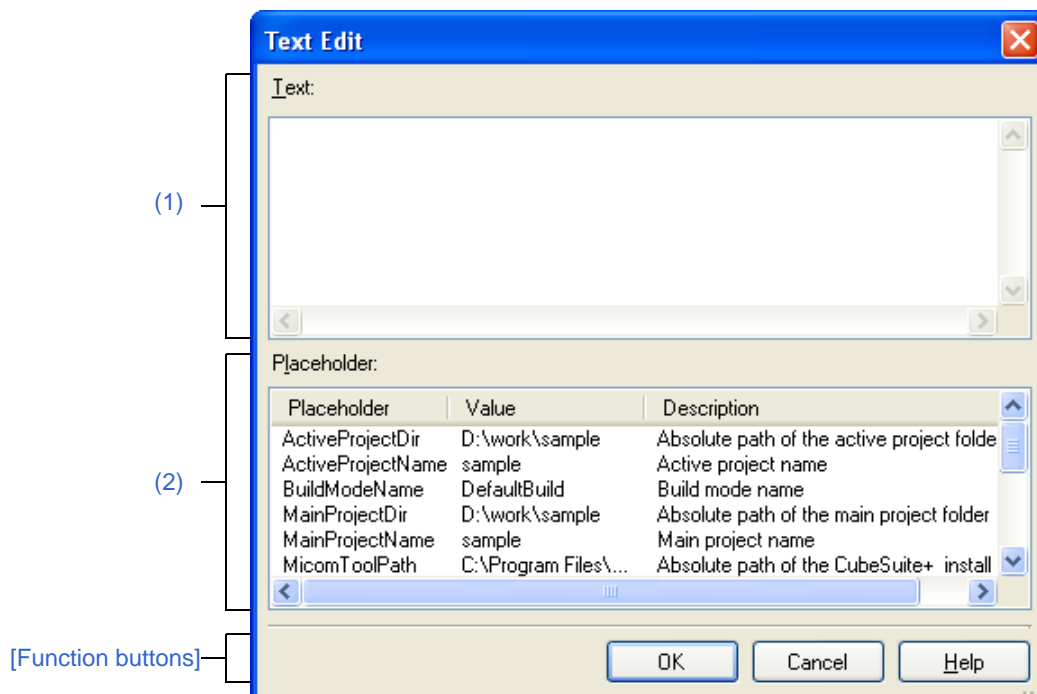 Text Edit
Text:
(1)
Placeholder:
Placeholder Value Description
ActiveProjectDir D:\work\sample Absolute path of the active project folde
ActiveProjectName sample Active project name
(2)
BuildModeName DefaultBuild Build mode name
MainProjectDir D:\work\sample Absolute path of the main project folder
MainProjectName sample Main project name
MicomToolPath C:\Program Files\... Absolute path of the CubeSuite+ install
[Function buttons]
OK Cancel Help